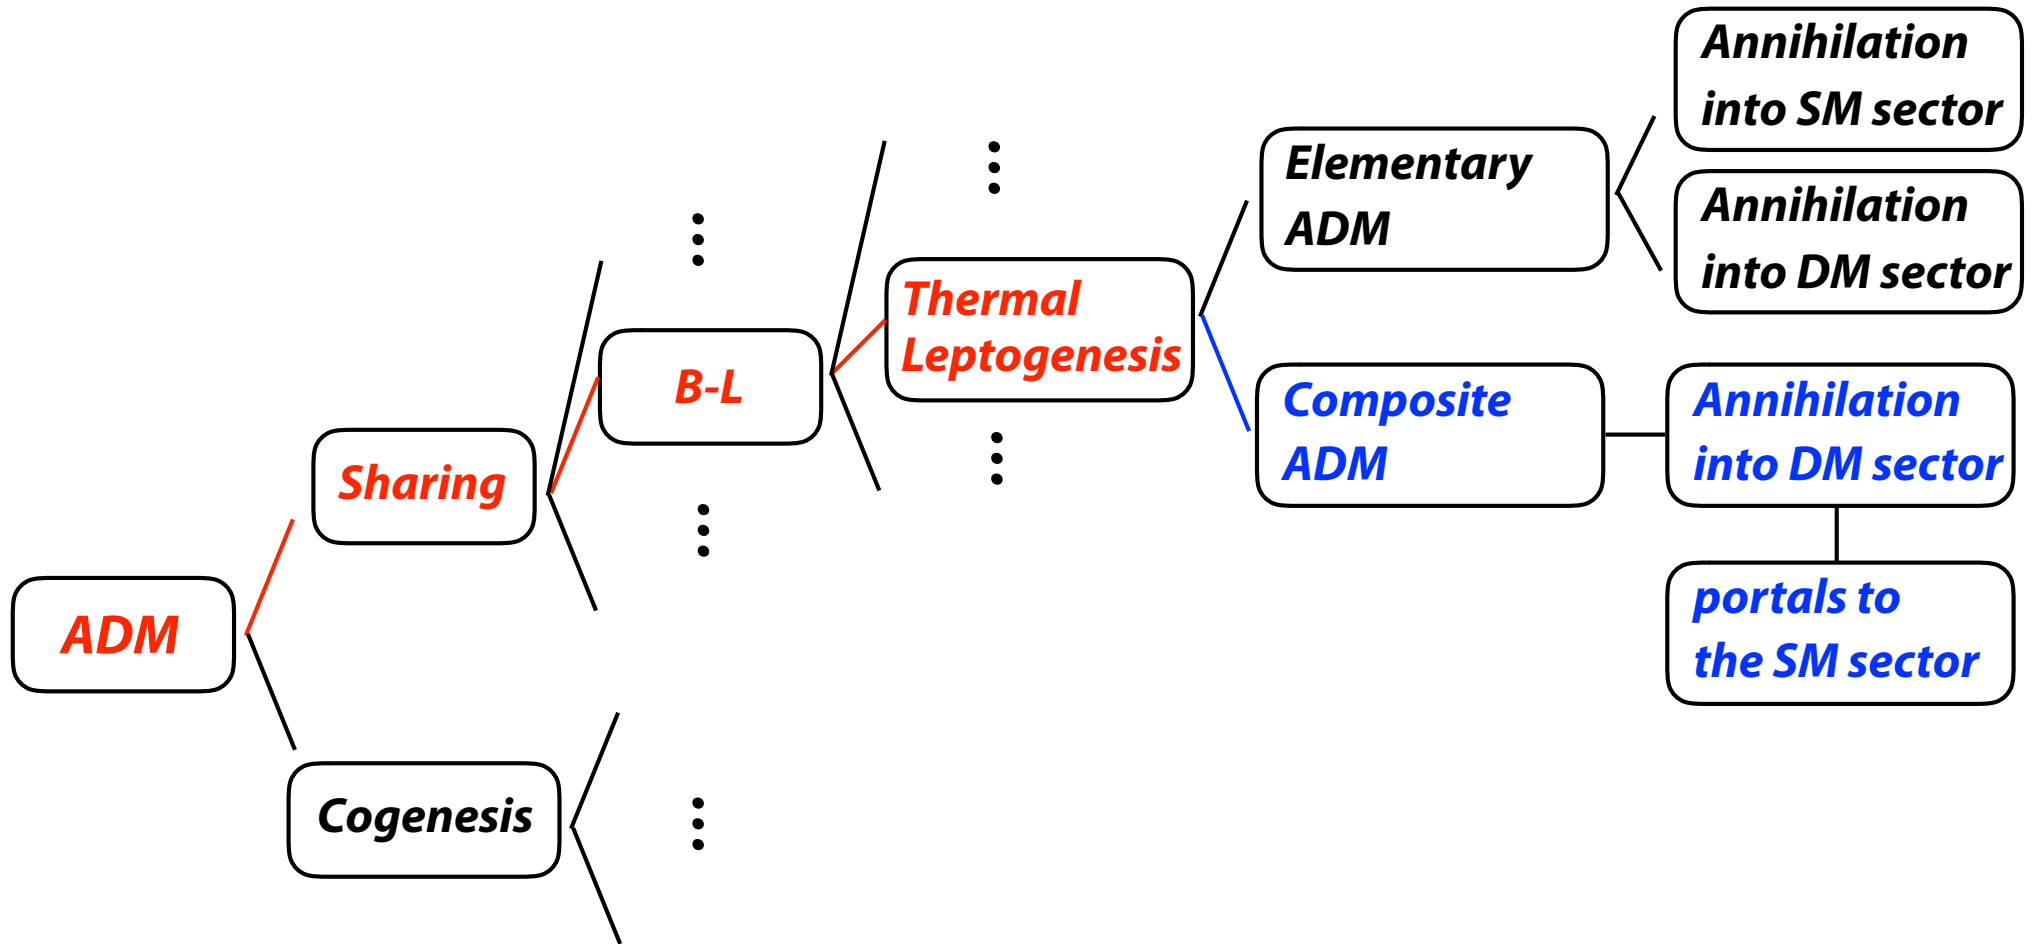 ADM
Sharing
Cogenesis
B-L
Thermal
Leptogenesis
Elementary
ADM
Composite
ADM
Annihilation
into SM sector
Annihilation
into DM sector
Annihilation
into DM sector
portals to
the SM sector